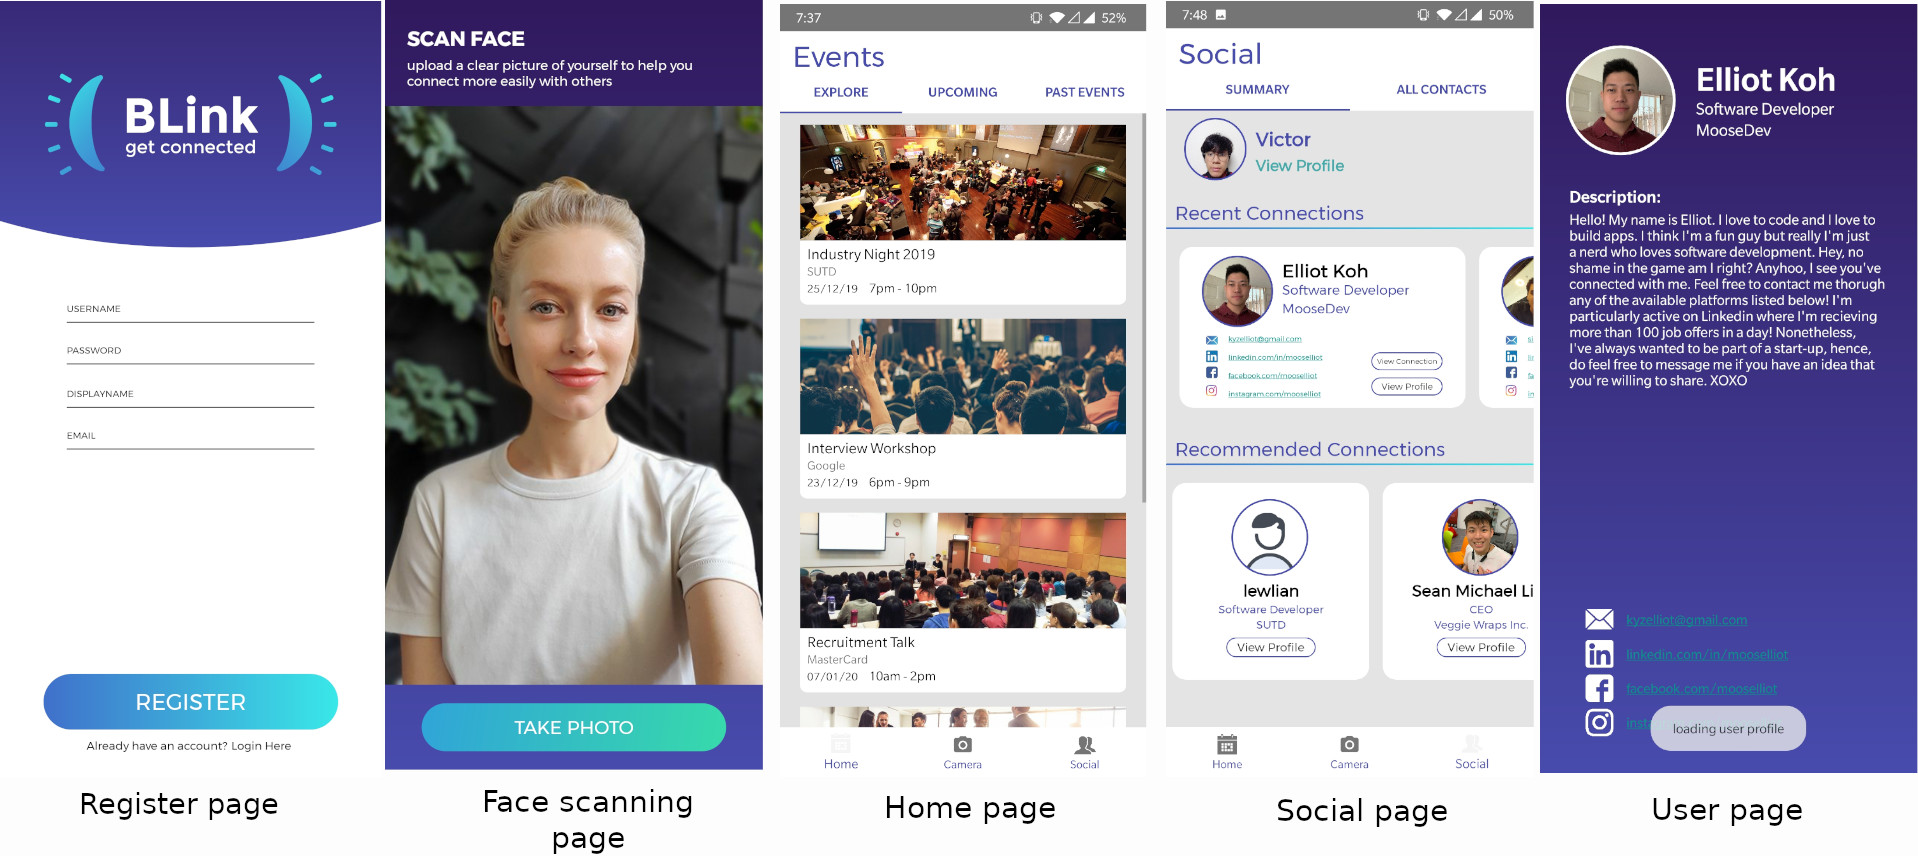 BLink
get connected
USERNAME
PASSWORD
DISPLAYNAME
EMAIL
REGISTER
Already have an account? Login Here
Register page
SCAN FACE
upload a clear picture of yourself to help you
connect more easily with others
TAKE PHOTO
Face scanning
page
7:37
52%
Events
EXPLORE
UPCOMING
PAST EVENTS
Industry Night 2019
SUTD
25/12/19 7pm - 10pm
Interview Workshop
Google
23/12/19 6pm - 9pm
Recruitment Talk
MasterCard
07/01/20 10am - 2pm
Home
Camera
Social
Home page
7:48
50%
Social
SUMMARY
ALL CONTACTS
Victor
View Profile
Recent Connections
Elliot Koh
Software Developer
MooseDev
kyzelliot@gmail.com
linkedin.com/in/mooselliot
facebook.com/mooselliot
instagram.com/mooselliot
View Connection
View Profile
Recommended Connections
lewlian
Software Developer
SUTD
View Profile
Sean Michael Li
CEO
Veggie Wraps Inc.
View Profile
Home
Camera
Social
Social page
Elliot Koh
Software Developer
MooseDev
Description:
Hello! My name is Elliot. I love to code and I love to
build apps. I think I'm a fun guy but really I'm just
a nerd who loves software development. Hey, no
shame in the game am I right? Anyhoo, I see you've
connected with me. Feel free to contact me thorugh
any of the available platforms listed below! I'm
particularly active on Linkedin where I'm recieving
more than 100 job offers in a day! Nonetheless,
I've always wanted to be part of a start-up, hence,
do feel free to message me if you have an idea that
you're willing to share. XOXO
kyzelliot@gmail.com
linkedin.com/in/mooselliot
facebook.com/mooselliot
insta
loading user profile
User page